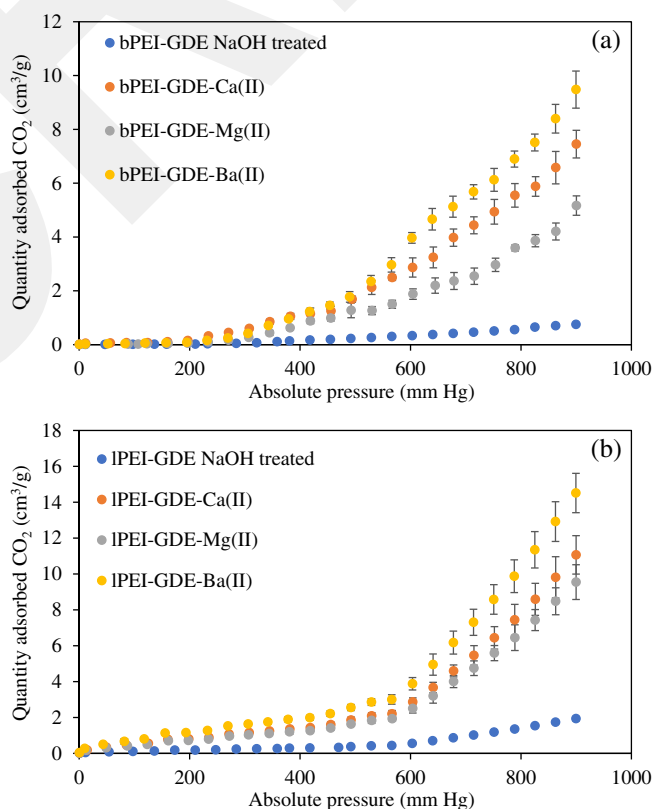 12
(a)
bPEI-GDE NaOH treated
10
bPEI-GDE-Ca(II)
8
bPEI-GDE-Mg(II)
bPEI-GDE-Ba(II)
6
4
2
0
0
200
400
600
800
1000
Quantity adsorbed CO₂ (cm³/g)
Absolute pressure (mm Hg)
18
(b)
lPEI-GDE NaOH treated
16
14
lPEI-GDE-Ca(II)
12
lPEI-GDE-Mg(II)
10
lPEI-GDE-Ba(II)
8
6
4
2
0
0
200
400
600
800
1000
Quantity adsorbed CO₂ (cm³/g)
Absolute pressure (mm Hg)